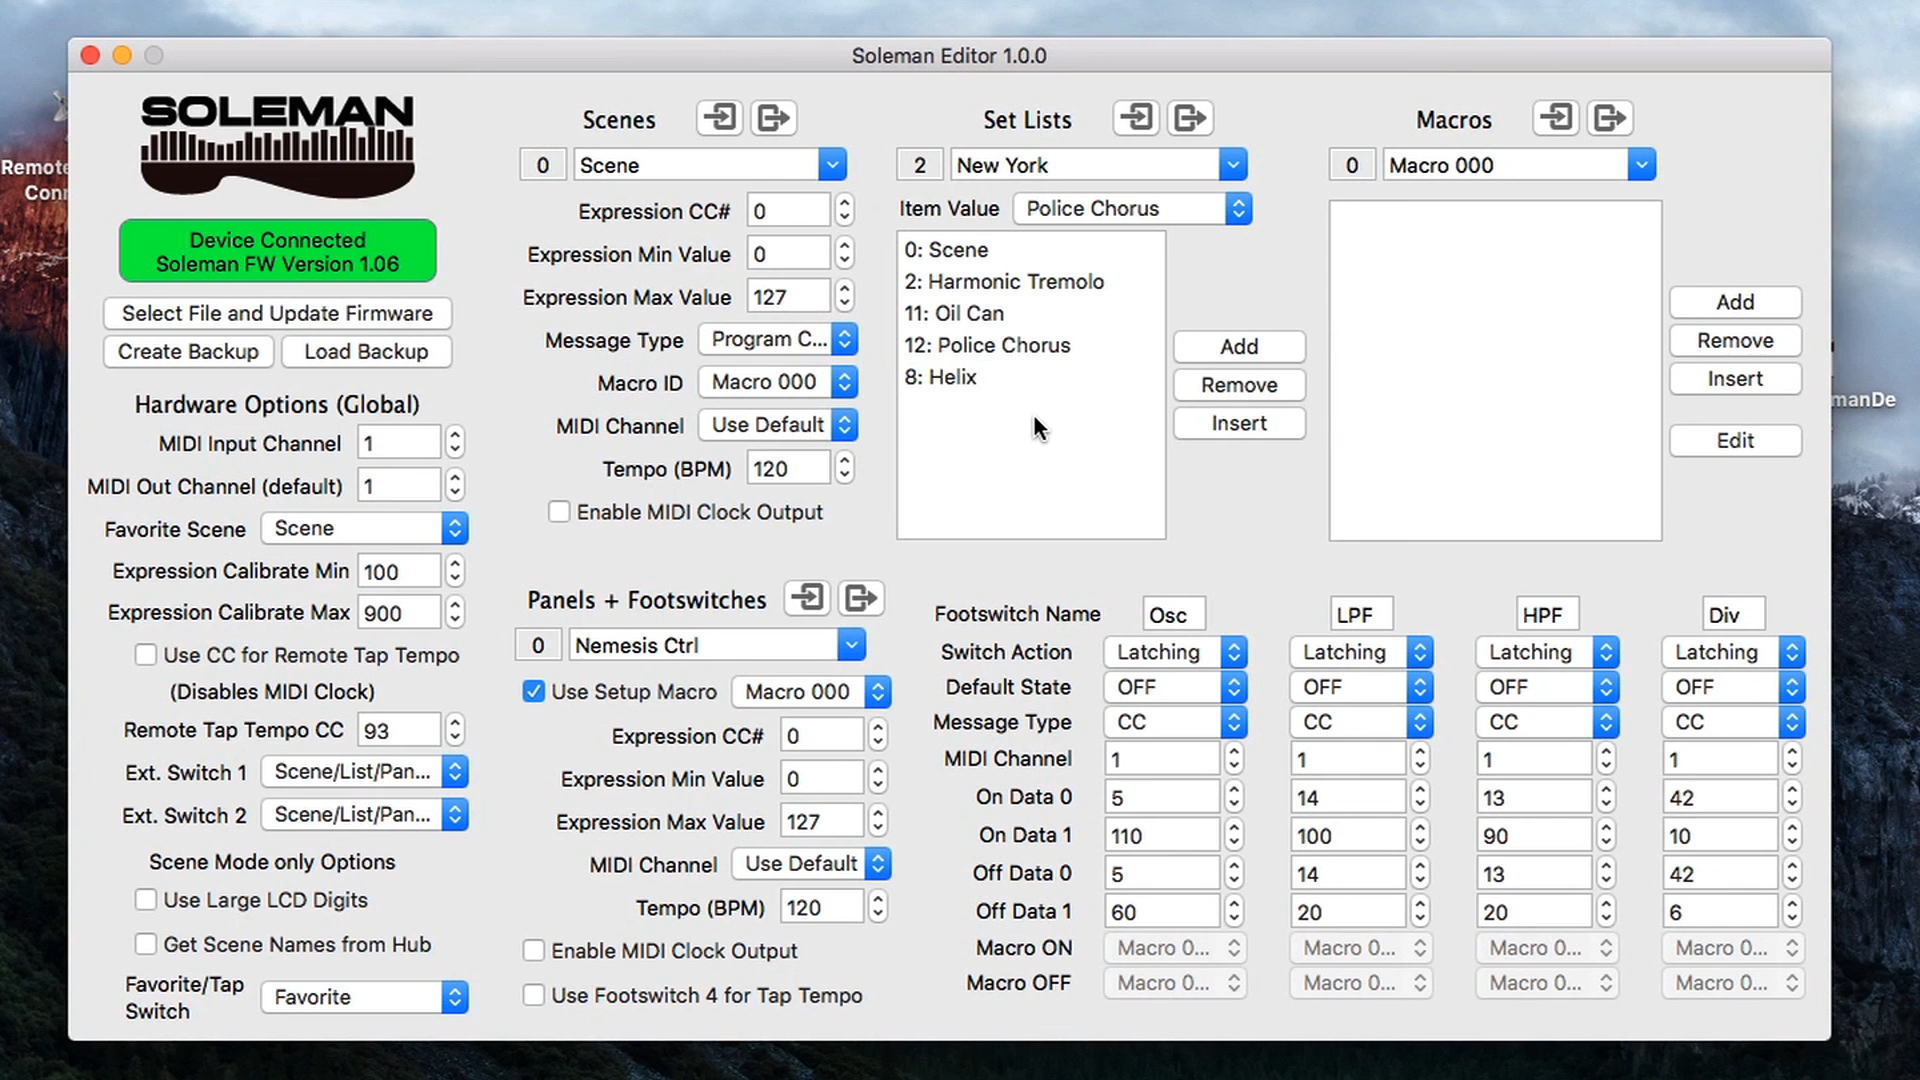 Soleman Editor 1.0.0
SOLEMAN
Device Connected
Soleman FW Version 1.06
Select File and Update Firmware
Create Backup
Load Backup
Hardware Options (Global)
MIDI Input Channel 1
MIDI Out Channel (default) 1
Favorite Scene Scene
Expression Calibrate Min 100
Expression Calibrate Max 900
Use CC for Remote Tap Tempo
(Disables MIDI Clock)
Remote Tap Tempo CC 93
Ext. Switch 1 Scene/List/Pan...
Ext. Switch 2 Scene/List/Pan...
Scene Mode only Options
Use Large LCD Digits
Get Scene Names from Hub
Favorite/Tap
Switch
Favorite
Scenes
0 Scene
Expression CC# 0
Expression Min Value 0
Expression Max Value 127
Message Type Program C...
Macro ID Macro 000
MIDI Channel Use Default
Tempo (BPM) 120
Enable MIDI Clock Output
Set Lists
2 New York
Item Value Police Chorus
0: Scene
2: Harmonic Tremolo
11: Oil Can
12: Police Chorus
8: Helix
Add
Remove
Insert
Macros
0 Macro 000
Add
Remove
Insert
Edit
Panels + Footswitches
0 Nemesis Ctrl
Use Setup Macro Macro 000
Expression CC# 0
Expression Min Value 0
Expression Max Value 127
MIDI Channel Use Default
Tempo (BPM) 120
Enable MIDI Clock Output
Use Footswitch 4 for Tap Tempo
Footswitch Name Osc LPF HPF Div
Switch Action Latching Latching Latching Latching
Default State OFF OFF OFF OFF
Message Type CC CC CC CC
MIDI Channel 1 1 1 1
On Data 0 5 14 13 42
On Data 1 110 100 90 10
Off Data 0 5 14 13 42
Off Data 1 60 20 20 6
Macro ON Macro 0... Macro 0... Macro 0... Macro 0...
Macro OFF Macro 0... Macro 0... Macro 0... Macro 0...
Remote
Conn
manDe